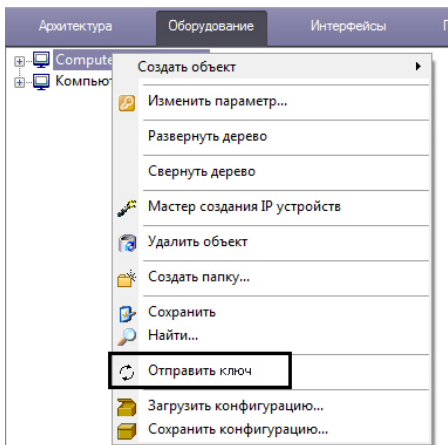 Архитектура Оборудование Интерфейсы
Compute
Компью
Создать объект
Изменить параметр...
Развернуть дерево
Свернуть дерево
Мастер создания IP устройств
Удалить объект
Создать папку...
Сохранить
Найти...
Отправить ключ
Загрузить конфигурацию...
Сохранить конфигурацию...